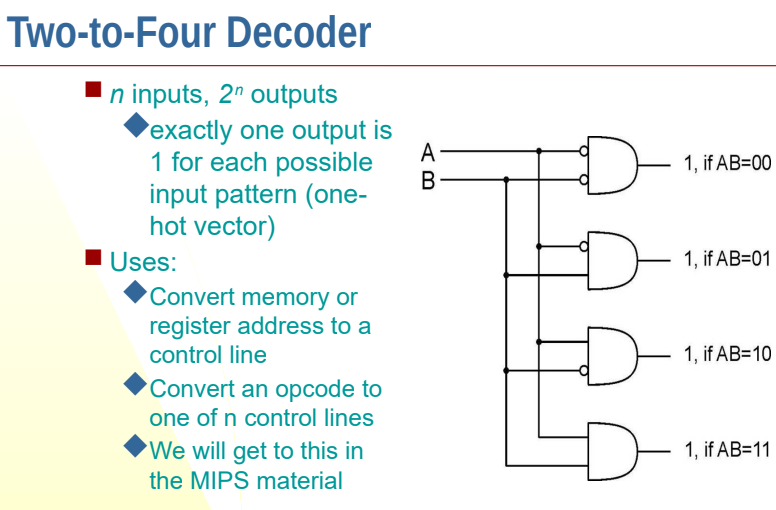 Two-to-Four Decoder
n inputs, 2ⁿ outputs
exactly one output is
1 for each possible
input pattern (one-
hot vector)
Uses:
Convert memory or
register address to a
control line
Convert an opcode to
one of n control lines
We will get to this in
the MIPS material
A
B
1, if AB=00
1, if AB=01
1, if AB=10
1, if AB=11